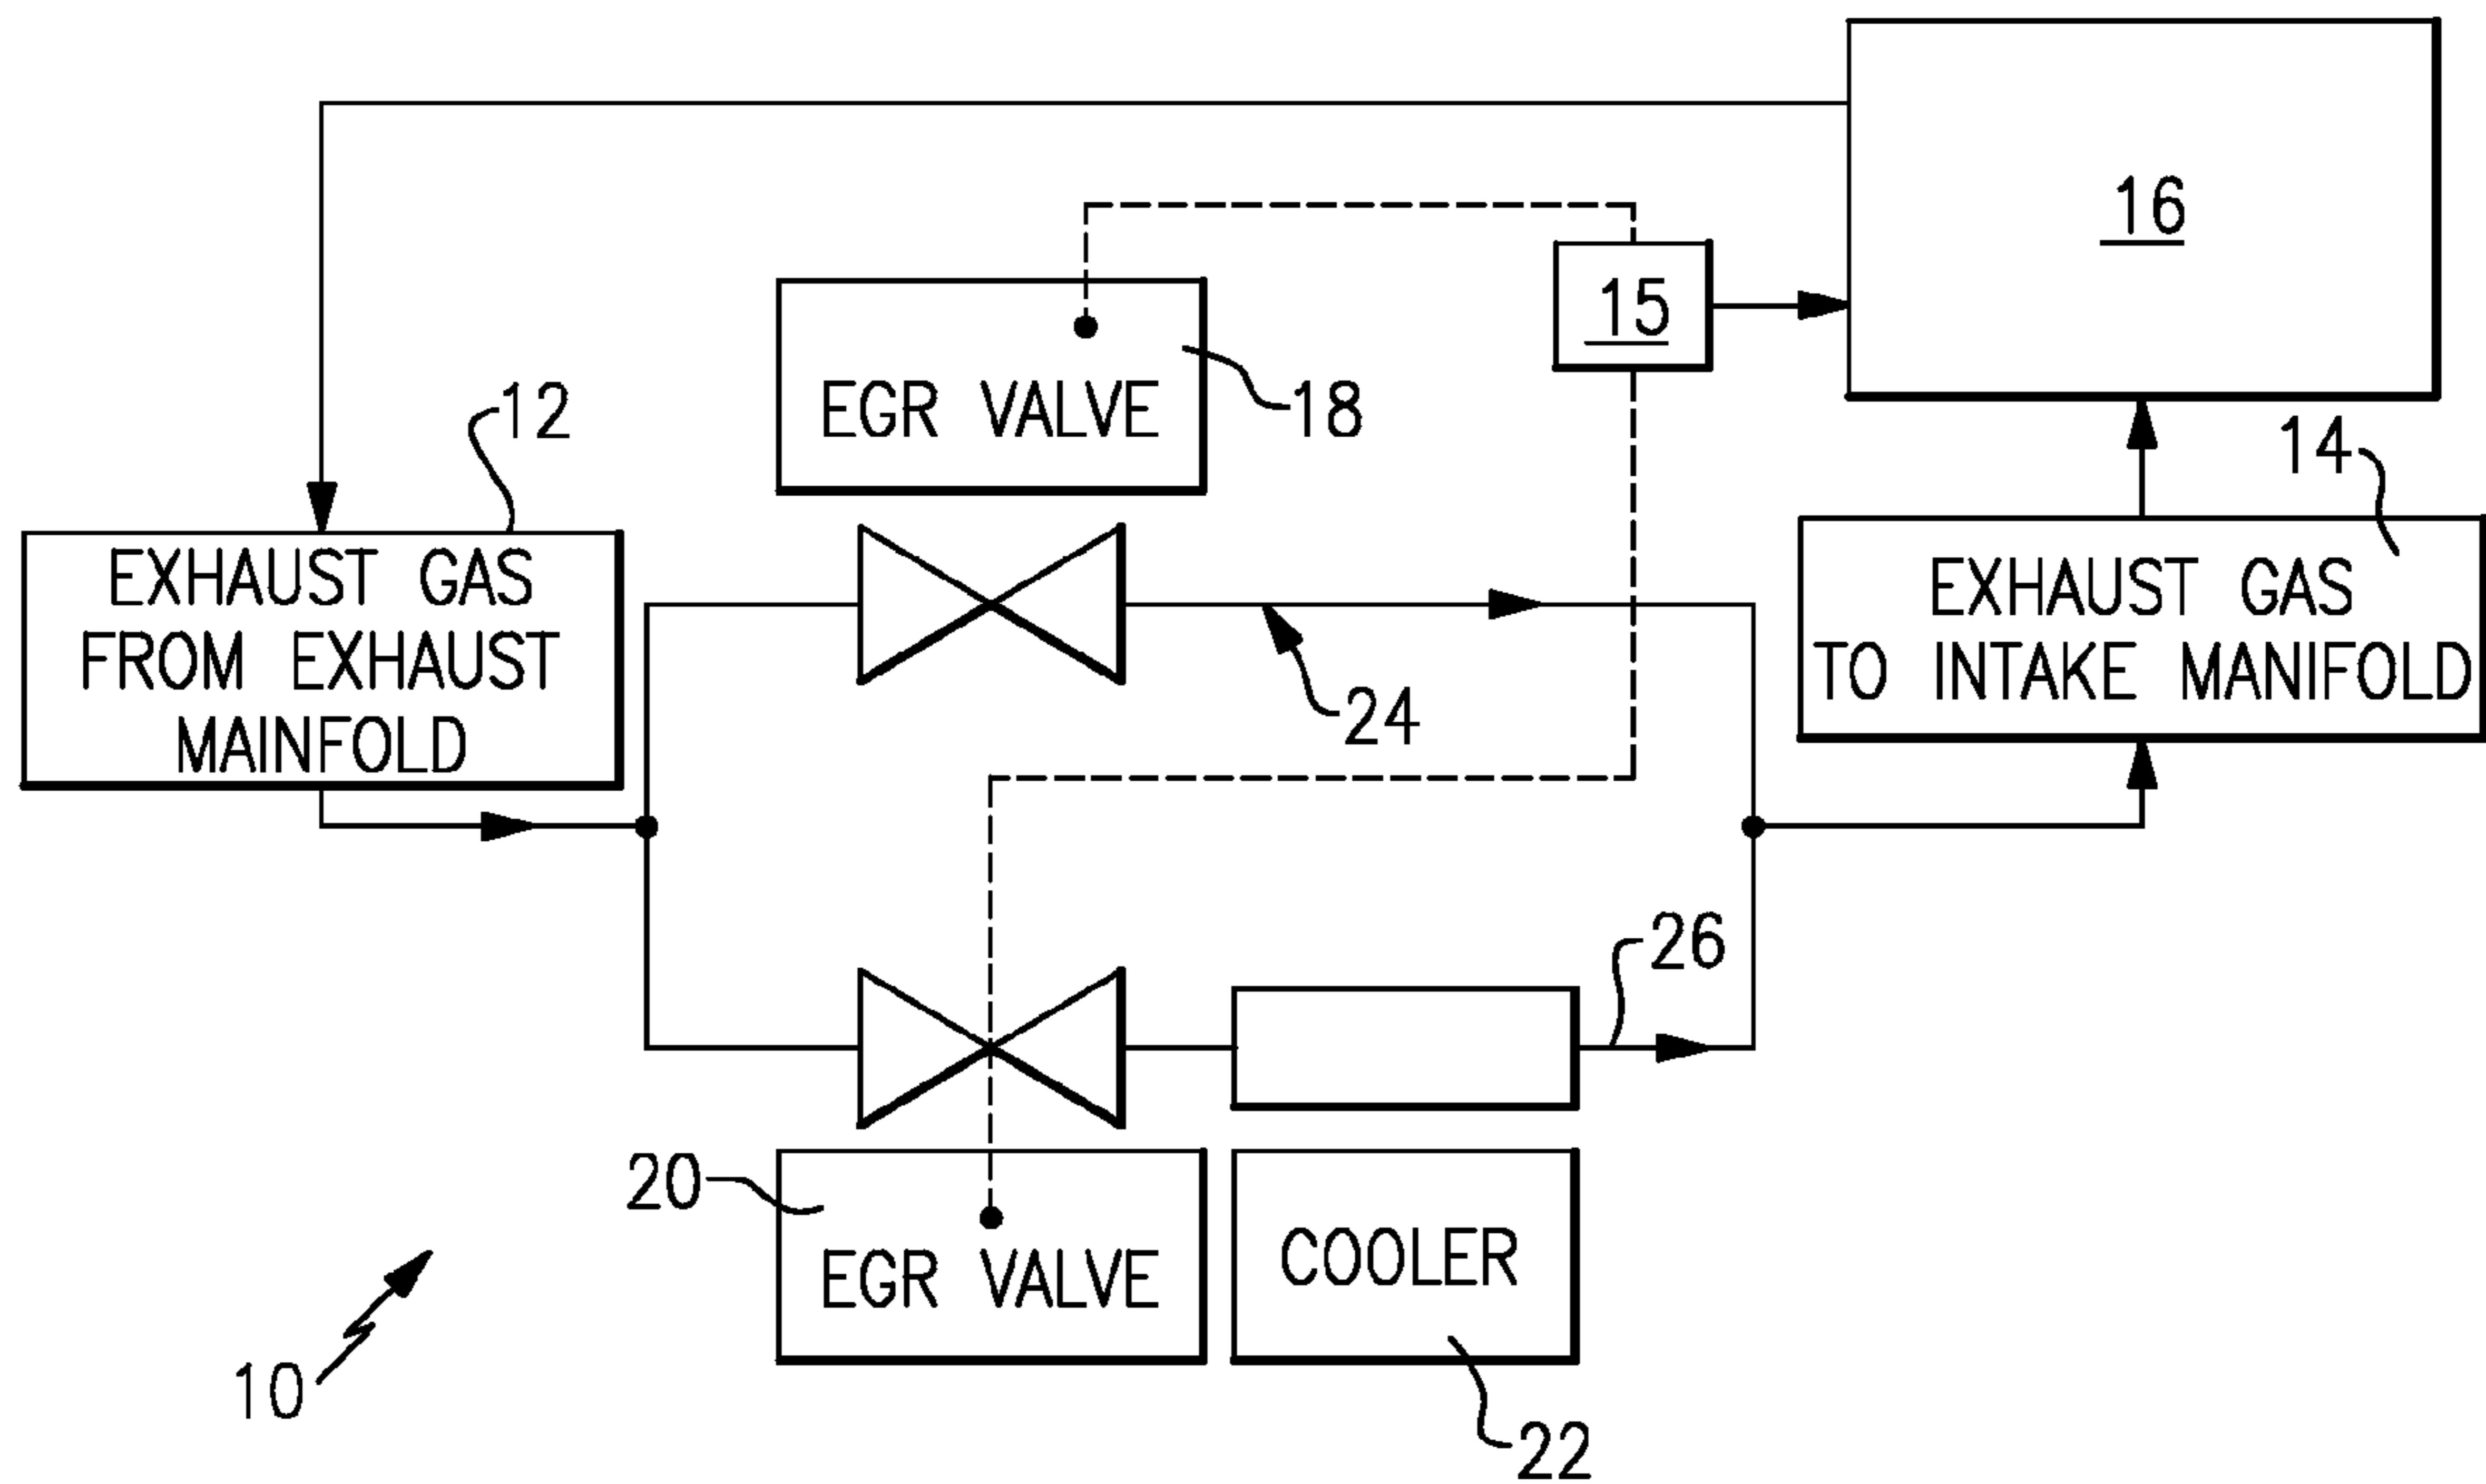 16
15
EGR VALVE
18
12
14
EXHAUST GAS
FROM EXHAUST
MAINFOLD
EXHAUST GAS
TO INTAKE MANIFOLD
24
26
20
EGR VALVE
COOLER
10
22